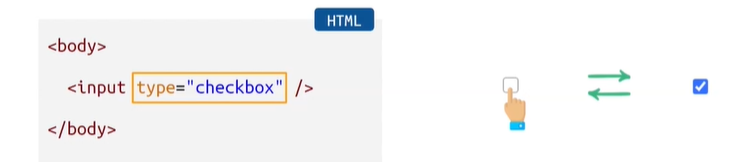 HTML
<body>
<input type="checkbox" />
</body>